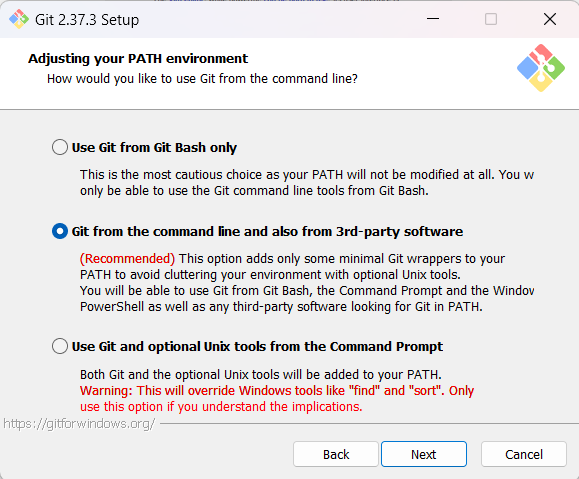 Git 2.37.3 Setup
Adjusting your PATH environment
How would you like to use Git from the command line?
Use Git from Git Bash only
This is the most cautious choice as your PATH will not be modified at all. You w
only be able to use the Git command line tools from Git Bash.
Git from the command line and also from 3rd-party software
(Recommended) This option adds only some minimal Git wrappers to your
PATH to avoid cluttering your environment with optional Unix tools.
You will be able to use Git from Git Bash, the Command Prompt and the Window
PowerShell as well as any third-party software looking for Git in PATH.
Use Git and optional Unix tools from the Command Prompt
Both Git and the optional Unix tools will be added to your PATH.
Warning: This will override Windows tools like "find" and "sort". Only
use this option if you understand the implications.
https://gitforwindows.org/
Back
Next
Cancel